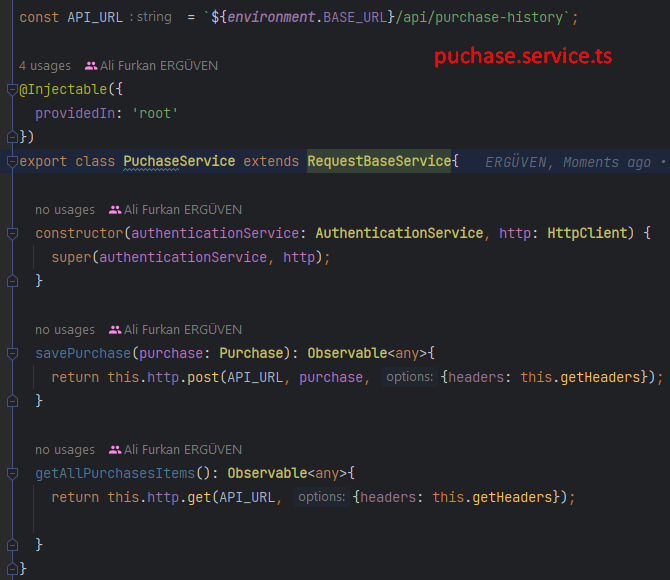 const API_URL : string = `${environment.BASE_URL}/api/purchase-history`;
puchase.service.ts
4 usages Ali Furkan ERGÜVEN
@Injectable({
providedIn: 'root'
})
export class PuchaseService extends RequestBaseService{ ERGÜVEN, Moments ago •
no usages Ali Furkan ERGÜVEN
constructor(authenticationService: AuthenticationService, http: HttpClient) {
super(authenticationService, http);
}
no usages Ali Furkan ERGÜVEN
savePurchase(purchase: Purchase): Observable<any>{
return this.http.post(API_URL, purchase, options: {headers: this.getHeaders});
}
no usages Ali Furkan ERGÜVEN
getAllPurchasesItems(): Observable<any>{
return this.http.get(API_URL, options: {headers: this.getHeaders});
}
}